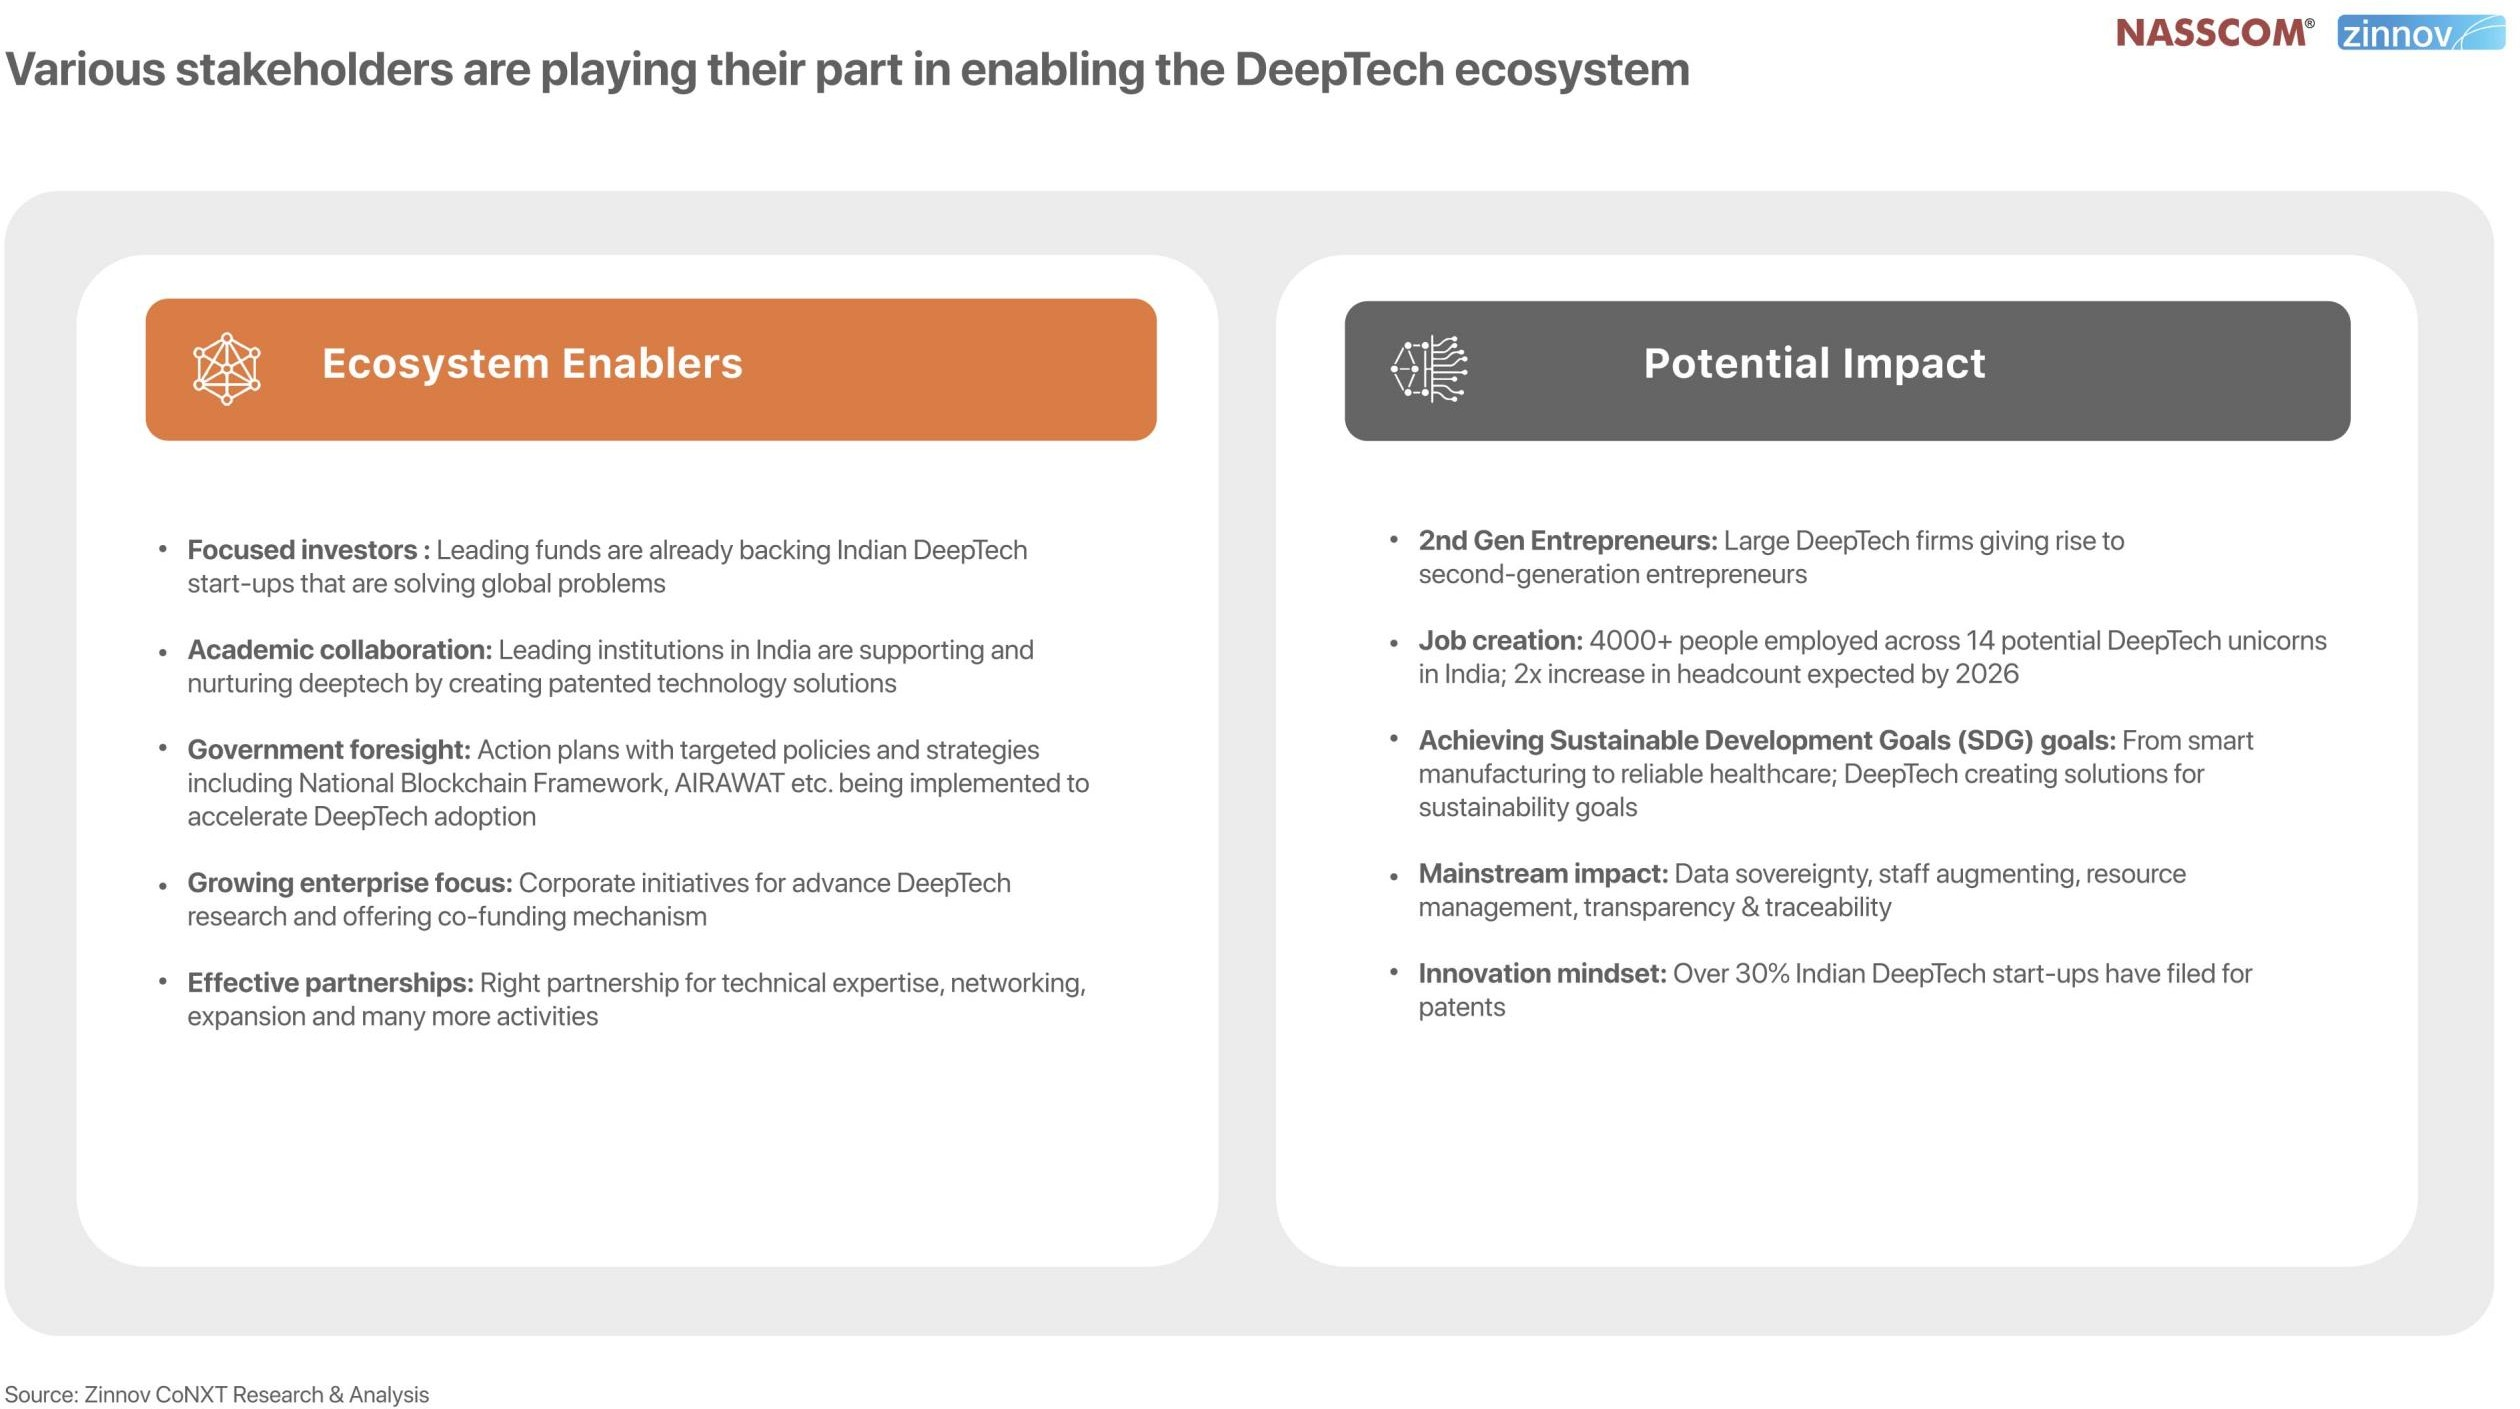 NASSCOM®
zinnov
Various stakeholders are playing their part in enabling the DeepTech ecosystem
Ecosystem Enablers
• Focused investors : Leading funds are already backing Indian DeepTech
start-ups that are solving global problems
• Academic collaboration: Leading institutions in India are supporting and
nurturing deeptech by creating patented technology solutions
• Government foresight: Action plans with targeted policies and strategies
including National Blockchain Framework, AIRAWAT etc. being implemented to
accelerate DeepTech adoption
• Growing enterprise focus: Corporate initiatives for advance DeepTech
research and offering co-funding mechanism
• Effective partnerships: Right partnership for technical expertise, networking,
expansion and many more activities
Potential Impact
• 2nd Gen Entrepreneurs: Large DeepTech firms giving rise to
second-generation entrepreneurs
• Job creation: 4000+ people employed across 14 potential DeepTech unicorns
in India; 2x increase in headcount expected by 2026
• Achieving Sustainable Development Goals (SDG) goals: From smart
manufacturing to reliable healthcare; DeepTech creating solutions for
sustainability goals
• Mainstream impact: Data sovereignty, staff augmenting, resource
management, transparency & traceability
• Innovation mindset: Over 30% Indian DeepTech start-ups have filed for
patents
Source: Zinnov CoNXT Research & Analysis